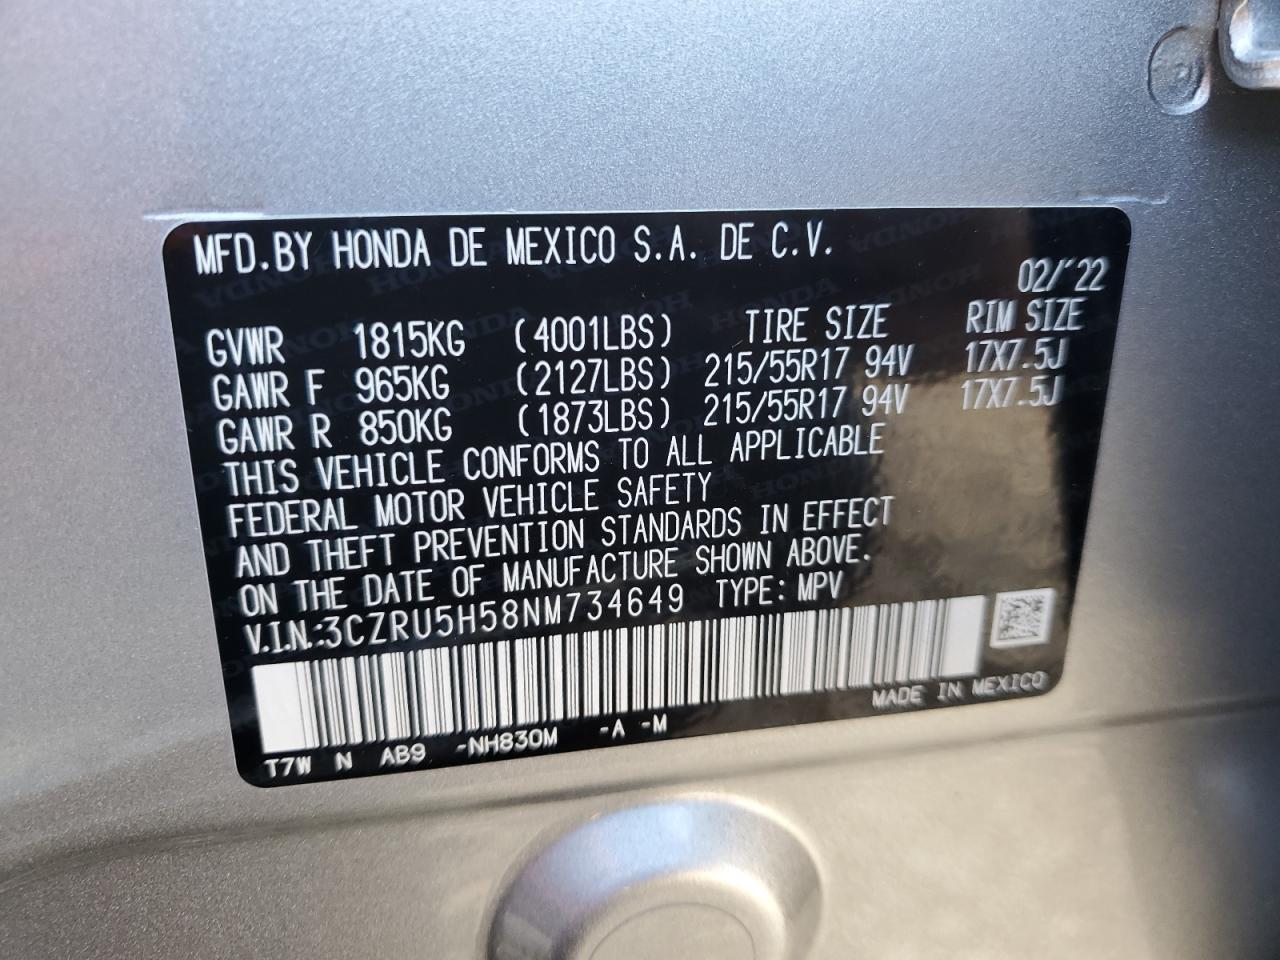 MFD.BY HONDA DE MEXICO S.A. DE C.V.
02/'22
GVWR 1815KG (4001LBS) TIRE SIZE RIM SIZE
GAWR F 965KG (2127LBS) 215/55R17 94V 17X7.5J
GAWR R 850KG (1873LBS) 215/55R17 94V 17X7.5J
THIS VEHICLE CONFORMS TO ALL APPLICABLE
FEDERAL MOTOR VEHICLE SAFETY
AND THEFT PREVENTION STANDARDS IN EFFECT
ON THE DATE OF MANUFACTURE SHOWN ABOVE.
V.I.N.:3CZRU5H58NM734649 TYPE: MPV
MADE IN MEXICO
T7W N AB9 -NH830M -A -M